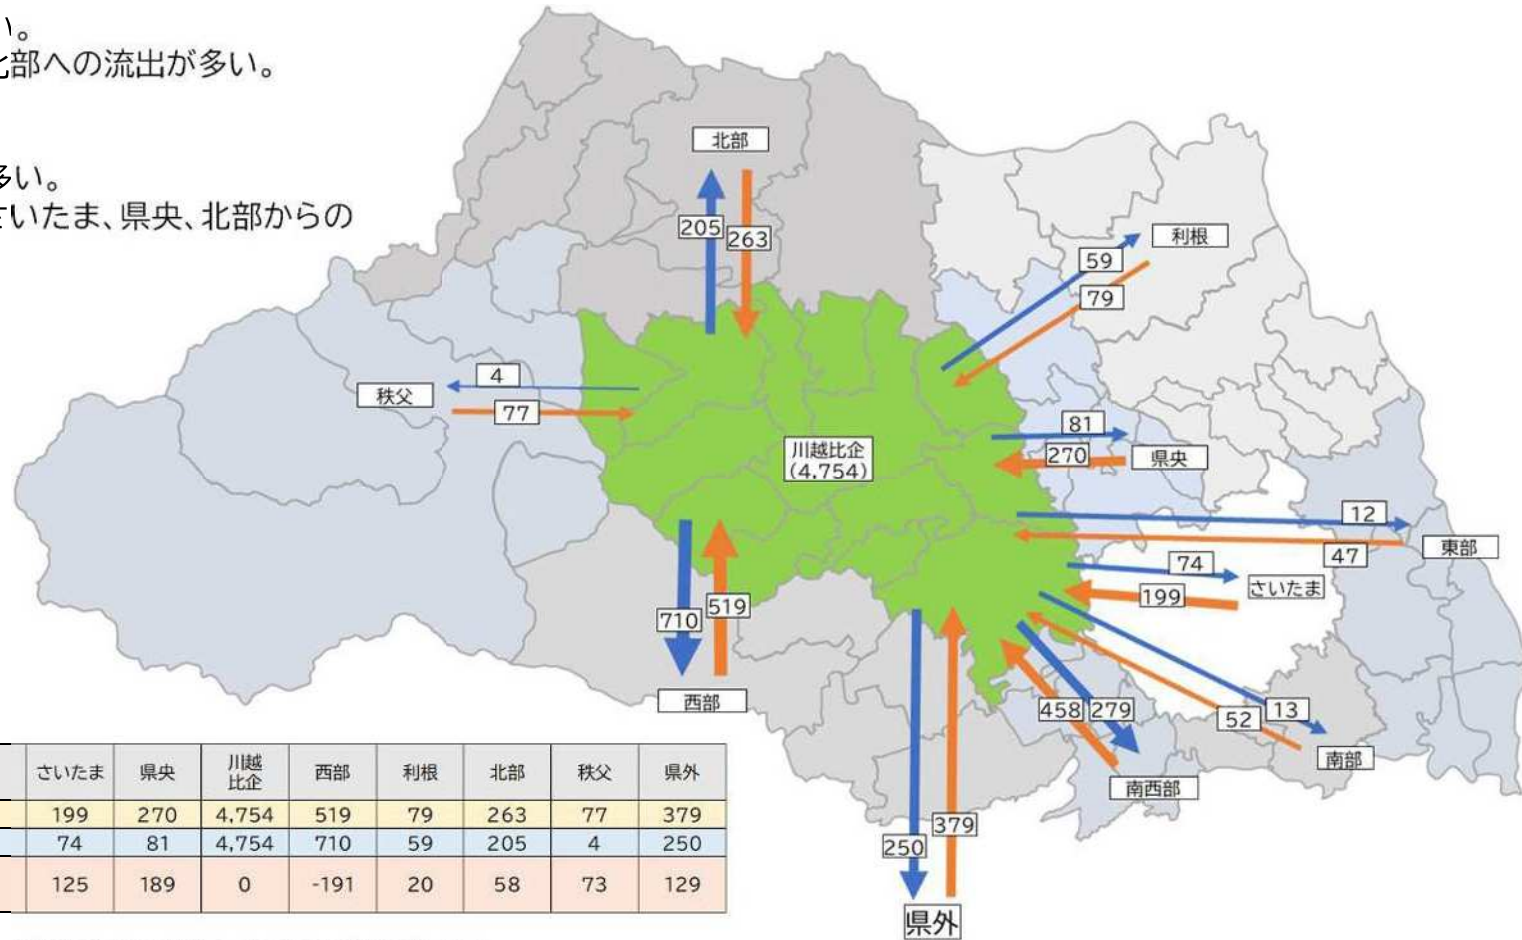 い。
部への流出が多い。
多い。
さいたま、県央、北部からの
北部
205
263
利根
59
79
秩父
4
77
川越比企
(4,754)
81
270
県央
12
47
東部
74
199
さいたま
710
519
西部
458
279
南西部
52
13
南部
250
379
県外
さいたま 県央 川越比企 西部 利根 北部 秩父 県外
199 270 4,754 519 79 263 77 379
74 81 4,754 710 59 205 4 250
125 189 0 -191 20 58 73 129